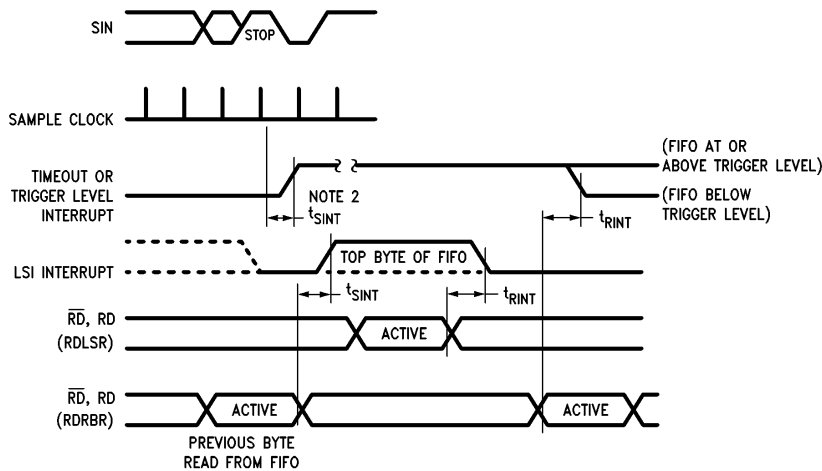 SIN
STOP
SAMPLE CLOCK
TIMEOUT OR
TRIGGER LEVEL
INTERRUPT
NOTE 2
tSINT
(FIFO AT OR
ABOVE TRIGGER LEVEL)
(FIFO BELOW
TRIGGER LEVEL)
tRINT
LSI INTERRUPT
TOP BYTE OF FIFO
tSINT
tRINT
R̅D̅, RD
(RDLSR)
ACTIVE
R̅D̅, RD
(RDRBR)
ACTIVE
ACTIVE
PREVIOUS BYTE
READ FROM FIFO